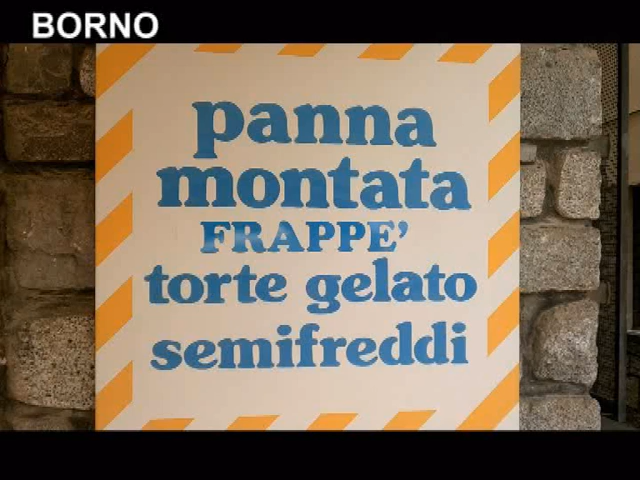 BORNO
panna
montata
FRAPPE'
torte gelato
semifreddi